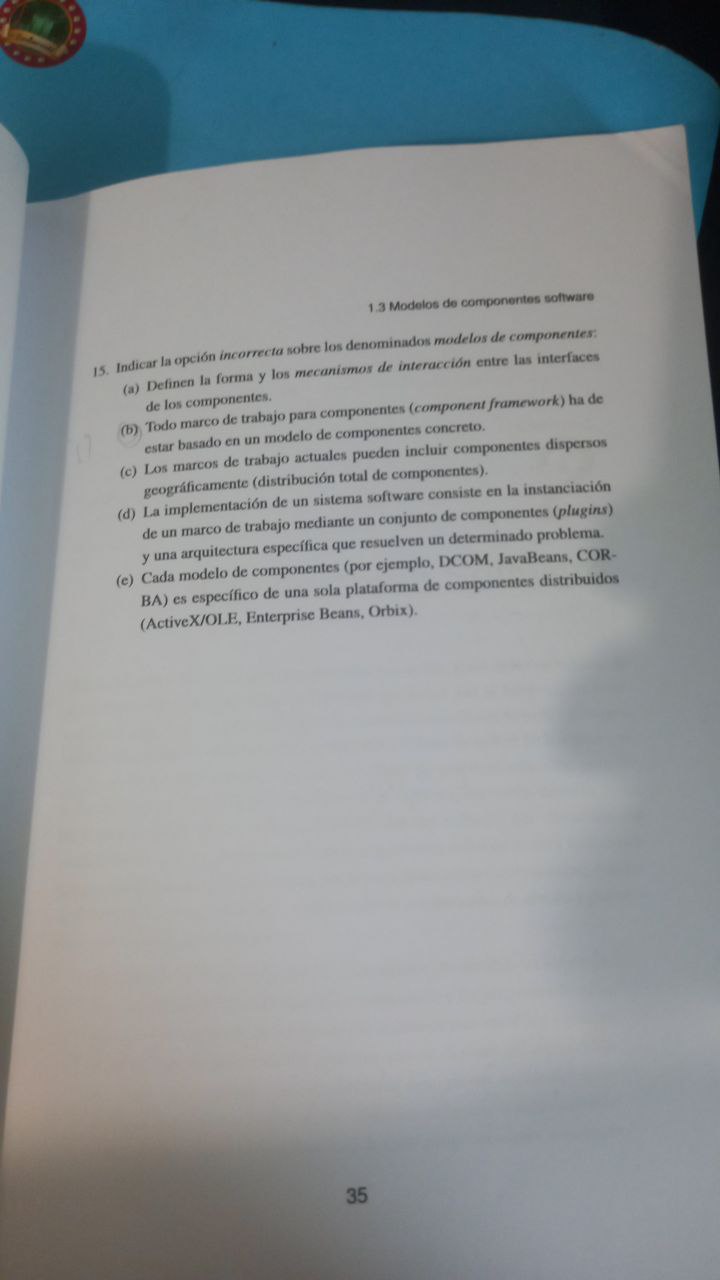 1.3 Modelos de componentes software
15. Indicar la opción incorrecta sobre los denominados modelos de componentes:
(a) Definen la forma y los mecanismos de interacción entre las interfaces
de los componentes.
(b) Todo marco de trabajo para componentes (component framework) ha de
estar basado en un modelo de componentes concreto.
(c) Los marcos de trabajo actuales pueden incluir componentes dispersos
geográficamente (distribución total de componentes).
(d) La implementación de un sistema software consiste en la instanciación
de un marco de trabajo mediante un conjunto de componentes (plugins)
y una arquitectura específica que resuelven un determinado problema.
(e) Cada modelo de componentes (por ejemplo, DCOM, JavaBeans, COR-
BA) es específico de una sola plataforma de componentes distribuidos
(ActiveX/OLE, Enterprise Beans, Orbix).
35